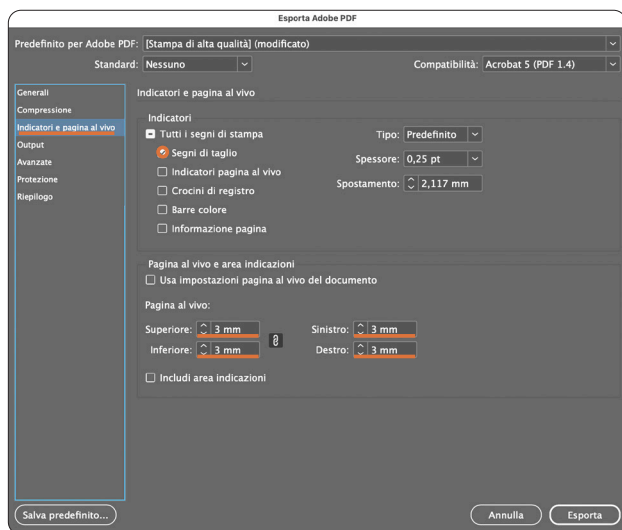 Esporta Adobe PDF
Predefinito per Adobe PDF: [Stampa di alta qualità] (modificato)
Standard: Nessuno Compatibilità: Acrobat 5 (PDF 1.4)
Generali
Compressione
Indicatori e pagina al vivo
Output
Avanzate
Protezione
Riepilogo
Indicatori e pagina al vivo
Indicatori
Tutti i segni di stampa Tipo: Predefinito
Segni di taglio Spessore: 0,25 pt
Indicatori pagina al vivo
Spostamento: 2,117 mm
Crocini di registro
Barre colore
Informazione pagina
Pagina al vivo e area indicazioni
Usa impostazioni pagina al vivo del documento
Pagina al vivo:
Superiore: 3 mm Sinistro: 3 mm
Inferiore: 3 mm Destro: 3 mm
Includi area indicazioni
Salva predefinito... Annulla Esporta